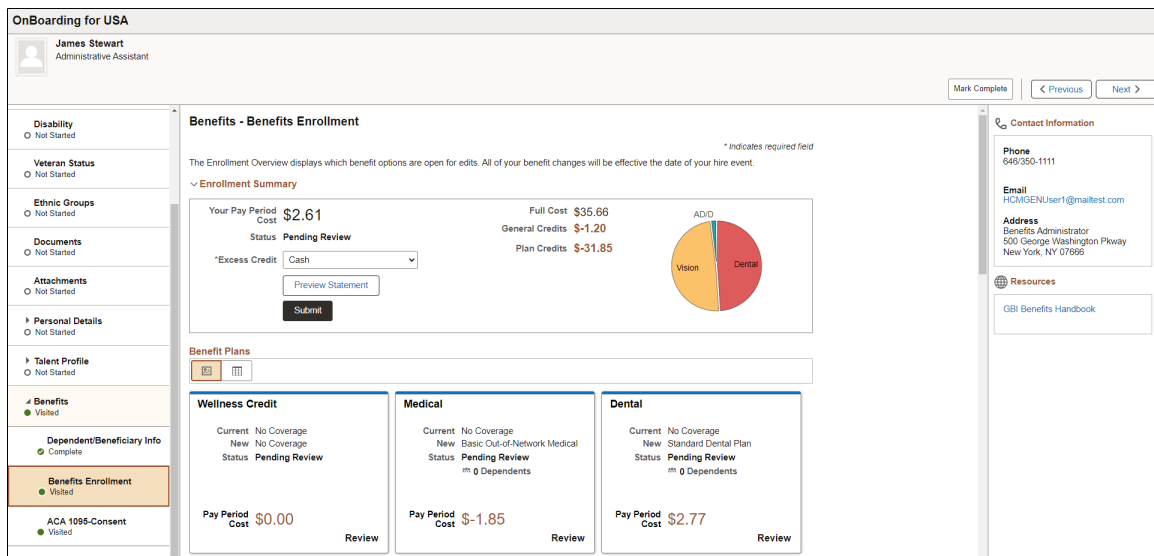 OnBoarding for USA
James Stewart
Administrative Assistant
Mark Complete
Previous
Next
Disability
Not Started
Veteran Status
Not Started
Ethnic Groups
Not Started
Documents
Not Started
Attachments
Not Started
Personal Details
Not Started
Talent Profile
Not Started
Benefits
Visited
Dependent/Beneficiary Info
Complete
Benefits Enrollment
Visited
ACA 1095-Consent
Visited
Benefits - Benefits Enrollment
* Indicates required field
The Enrollment Overview displays which benefit options are open for edits. All of your benefit changes will be effective the date of your hire event.
Enrollment Summary
Your Pay Period Cost $2.61
Status Pending Review
*Excess Credit Cash
Preview Statement
Submit
Full Cost $35.66
General Credits $-1.20
Plan Credits $-31.85
AD/D
Vision
Dental
Benefit Plans
Wellness Credit
Current No Coverage
New No Coverage
Status Pending Review
Pay Period Cost $0.00
Review
Medical
Current No Coverage
New Basic Out-of-Network Medical
Status Pending Review
0 Dependents
Pay Period Cost $-1.85
Review
Dental
Current No Coverage
New Standard Dental Plan
Status Pending Review
0 Dependents
Pay Period Cost $2.77
Review
Contact Information
Phone
646/350-1111
Email
HCMGENUser1@mailtest.com
Address
Benefits Administrator
500 George Washington Pkway
New York, NY 07666
Resources
GBI Benefits Handbook